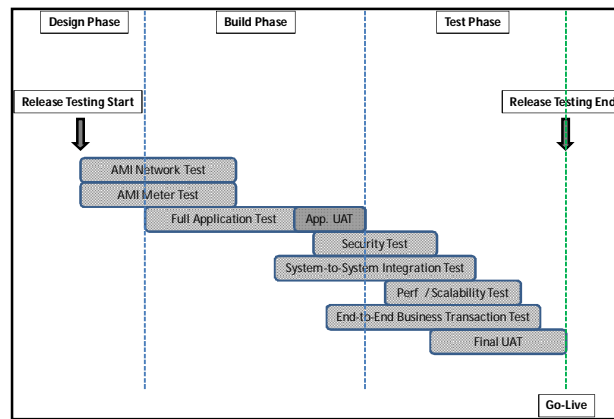 Design Phase
Build Phase
Test Phase
Release Testing Start
Release Testing End
AMI Network Test
AMI Meter Test
Full Application Test
App. UAT
Security Test
System-to-System Integration Test
Perf /Scalability Test
End-to-End Business Transaction Test
Final UAT
Go-Live